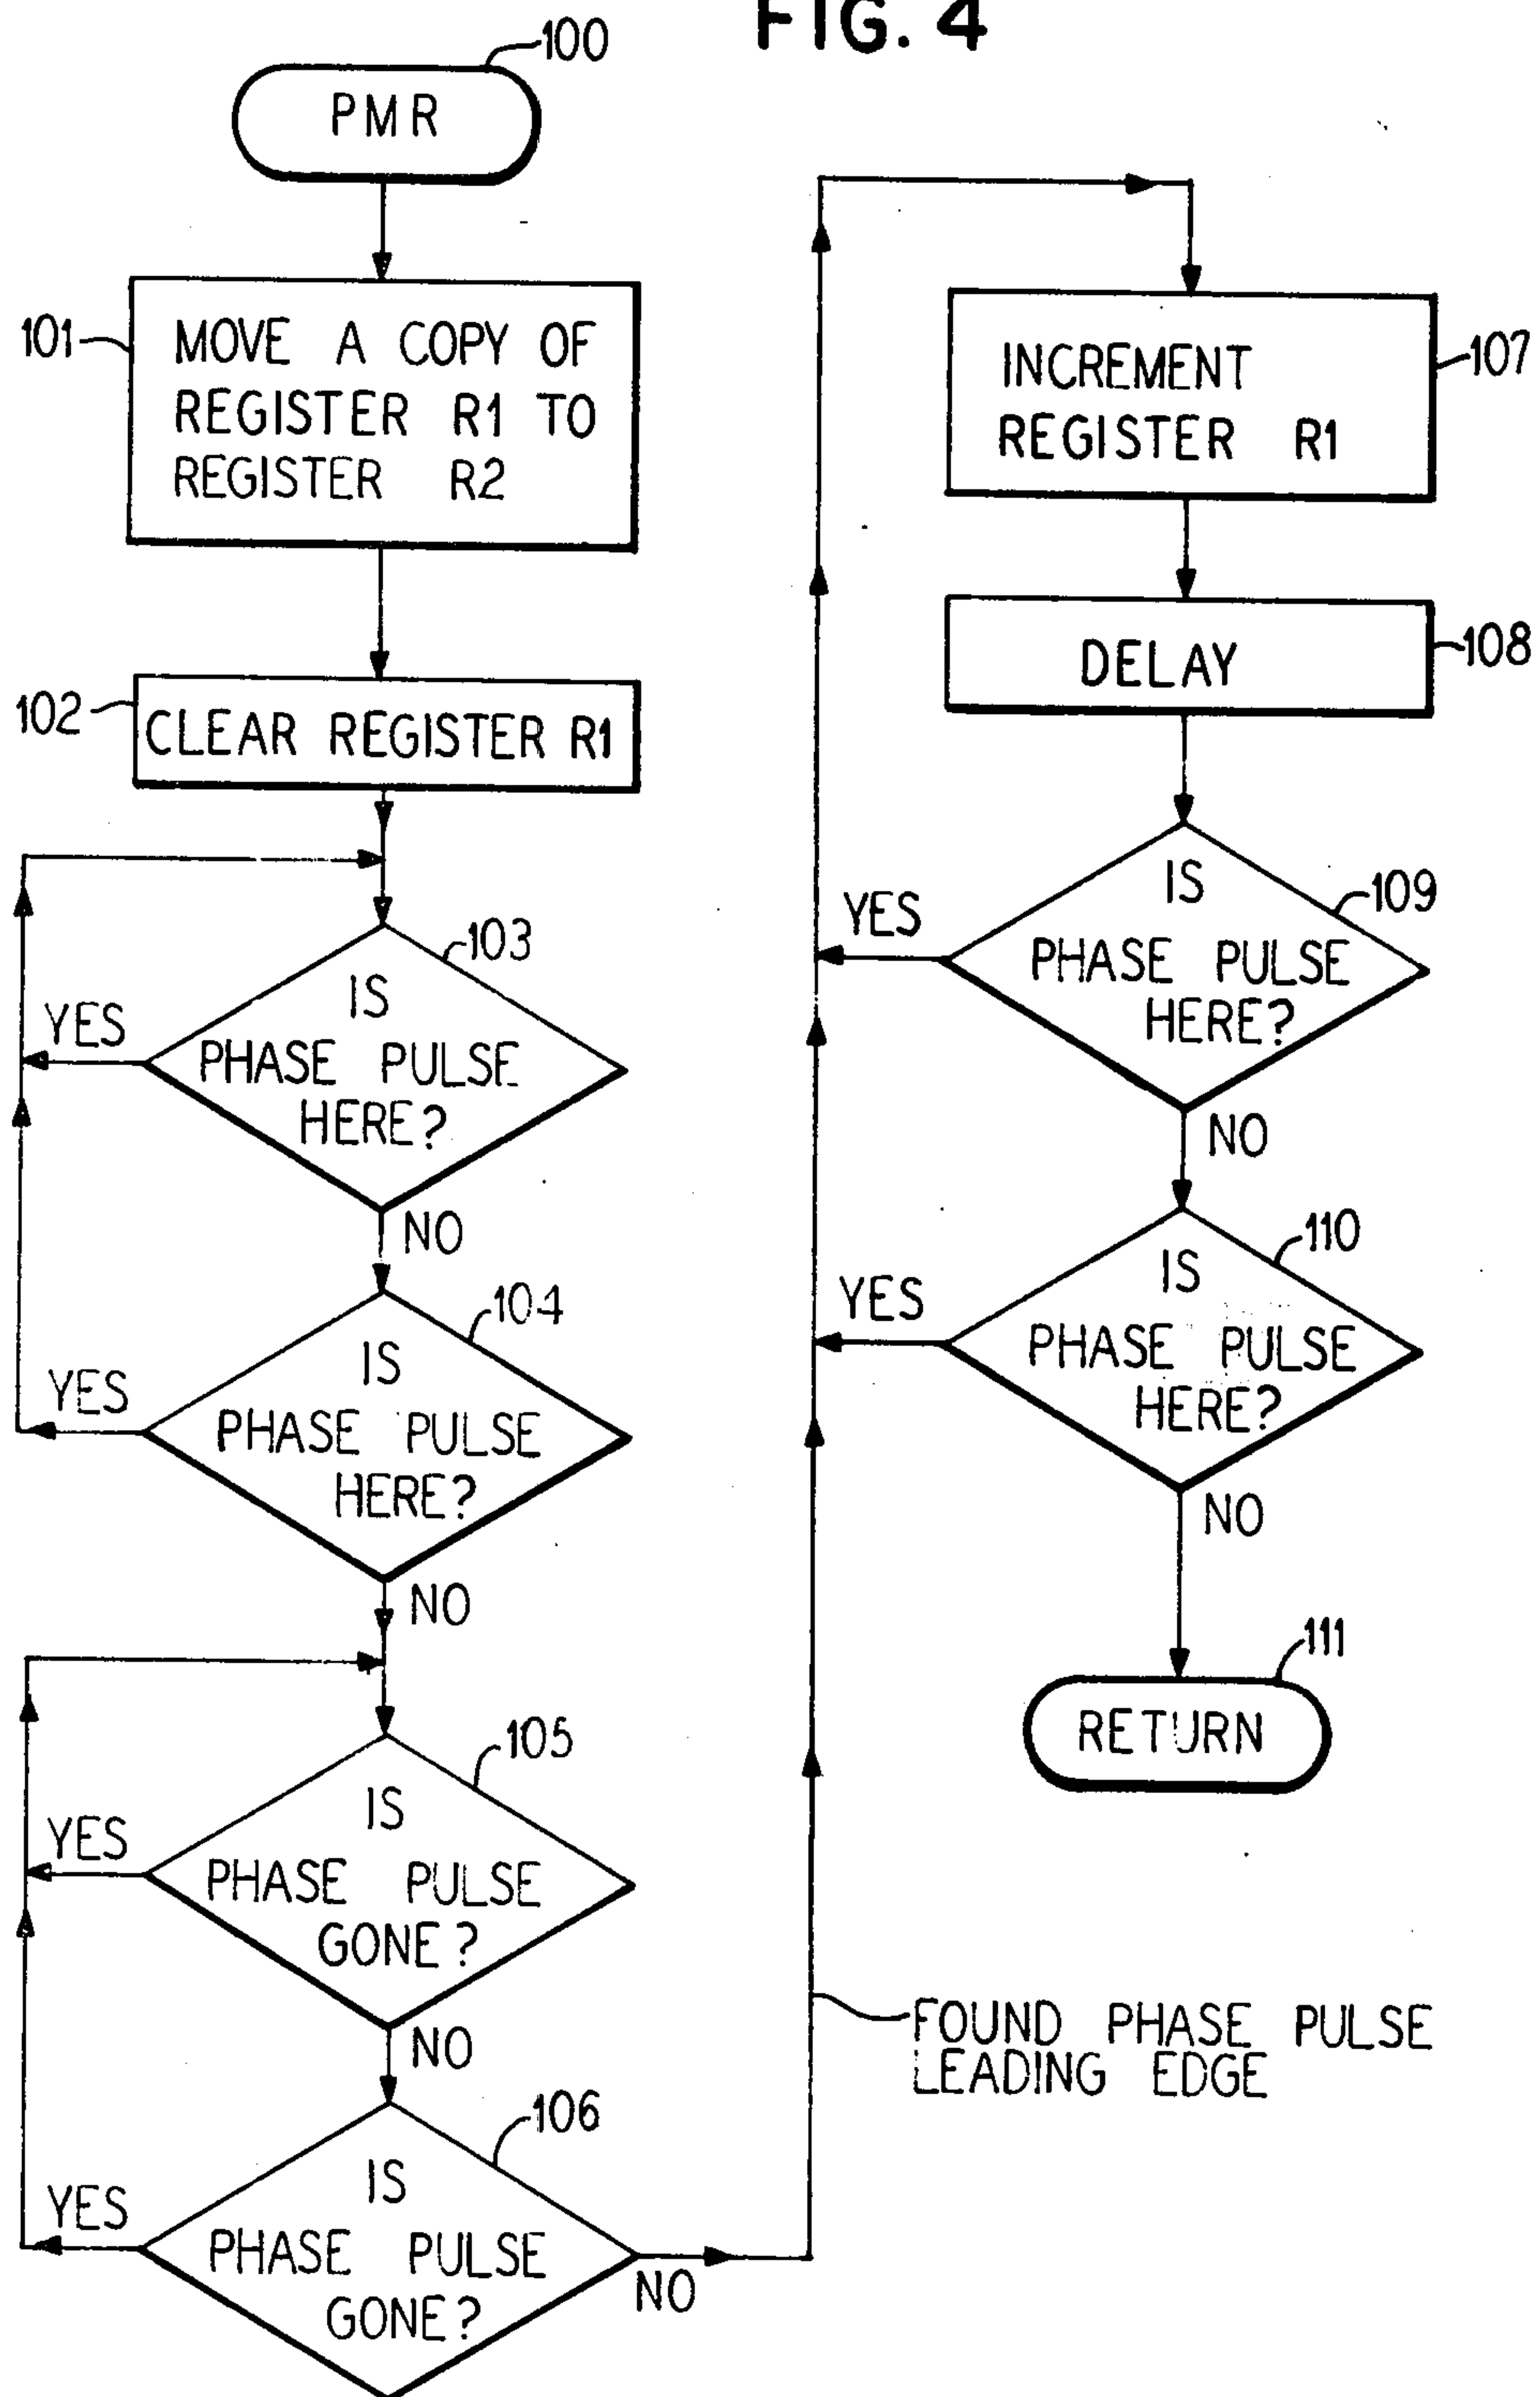 FIG. 4
100
PMR
101
MOVE A COPY OF
REGISTER R1 TO
REGISTER R2
102
CLEAR REGISTER R1
103
IS
PHASE PULSE
HERE?
YES
NO
104
IS
PHASE PULSE
HERE?
YES
NO
105
IS
PHASE PULSE
GONE?
YES
NO
106
IS
PHASE PULSE
GONE?
YES
NO
FOUND PHASE PULSE
LEADING EDGE
107
INCREMENT
REGISTER R1
108
DELAY
109
IS
PHASE PULSE
HERE?
YES
NO
110
IS
PHASE PULSE
HERE?
YES
NO
111
RETURN